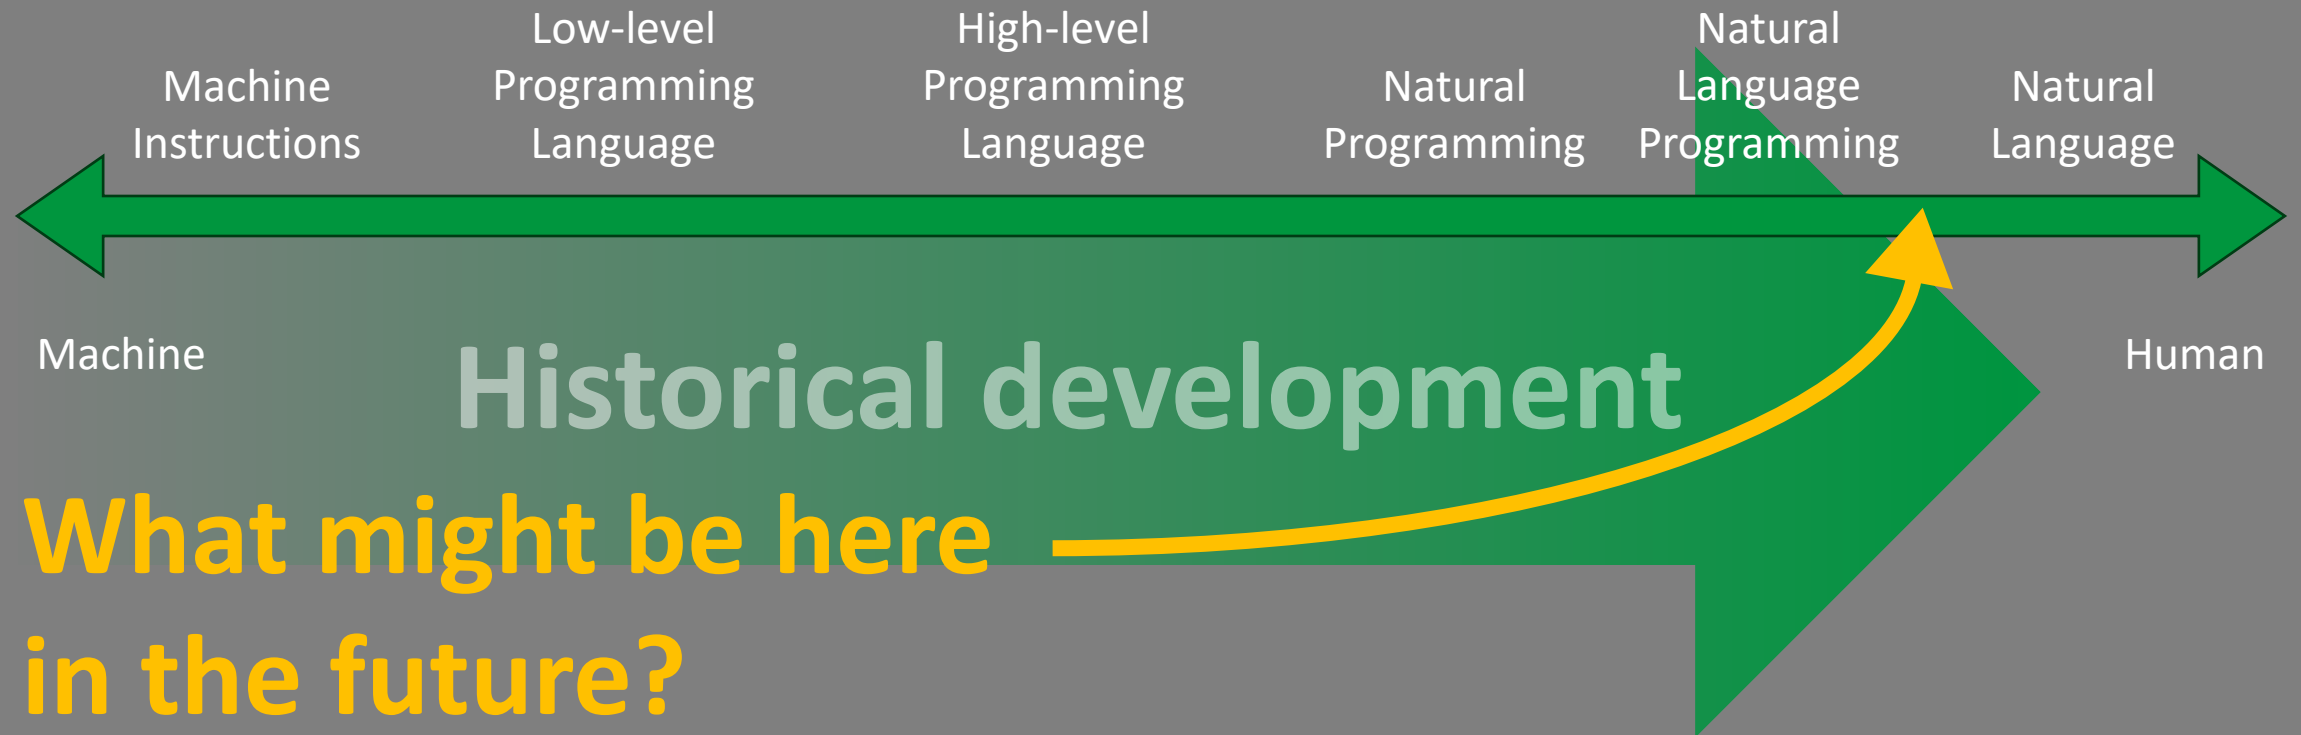 Machine
Instructions
Low-level
Programming
Language
High-level
Programming
Language
Natural
Programming
Natural
Language
Programming
Natural
Language
Machine
Human
Historical development
What might be here
in the future?